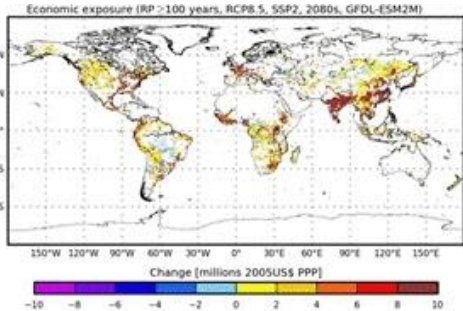 Economic exposure (RP ≥100 years, RCP8.5, SSP2, 2080s, GFDL-ESM2M)
150°W 120°W 90°W 60°W 30°W 0° 30°E 60°E 90°E 120°E 150°E
Change [millions 2005US$ PPP]
−10 −8 −6 −4 −2 0 2 4 6 8 10